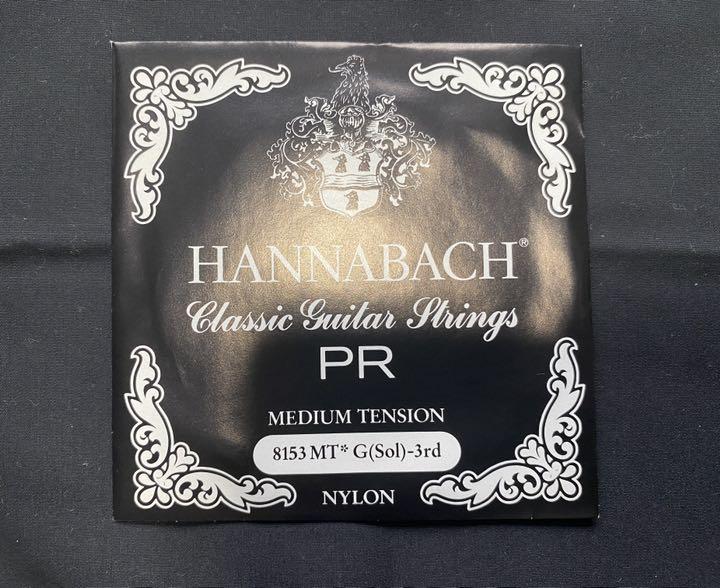 HANNABACH®
Classic Guitar Strings
PR
MEDIUM TENSION
8153 MT* G(Sol)-3rd
NYLON